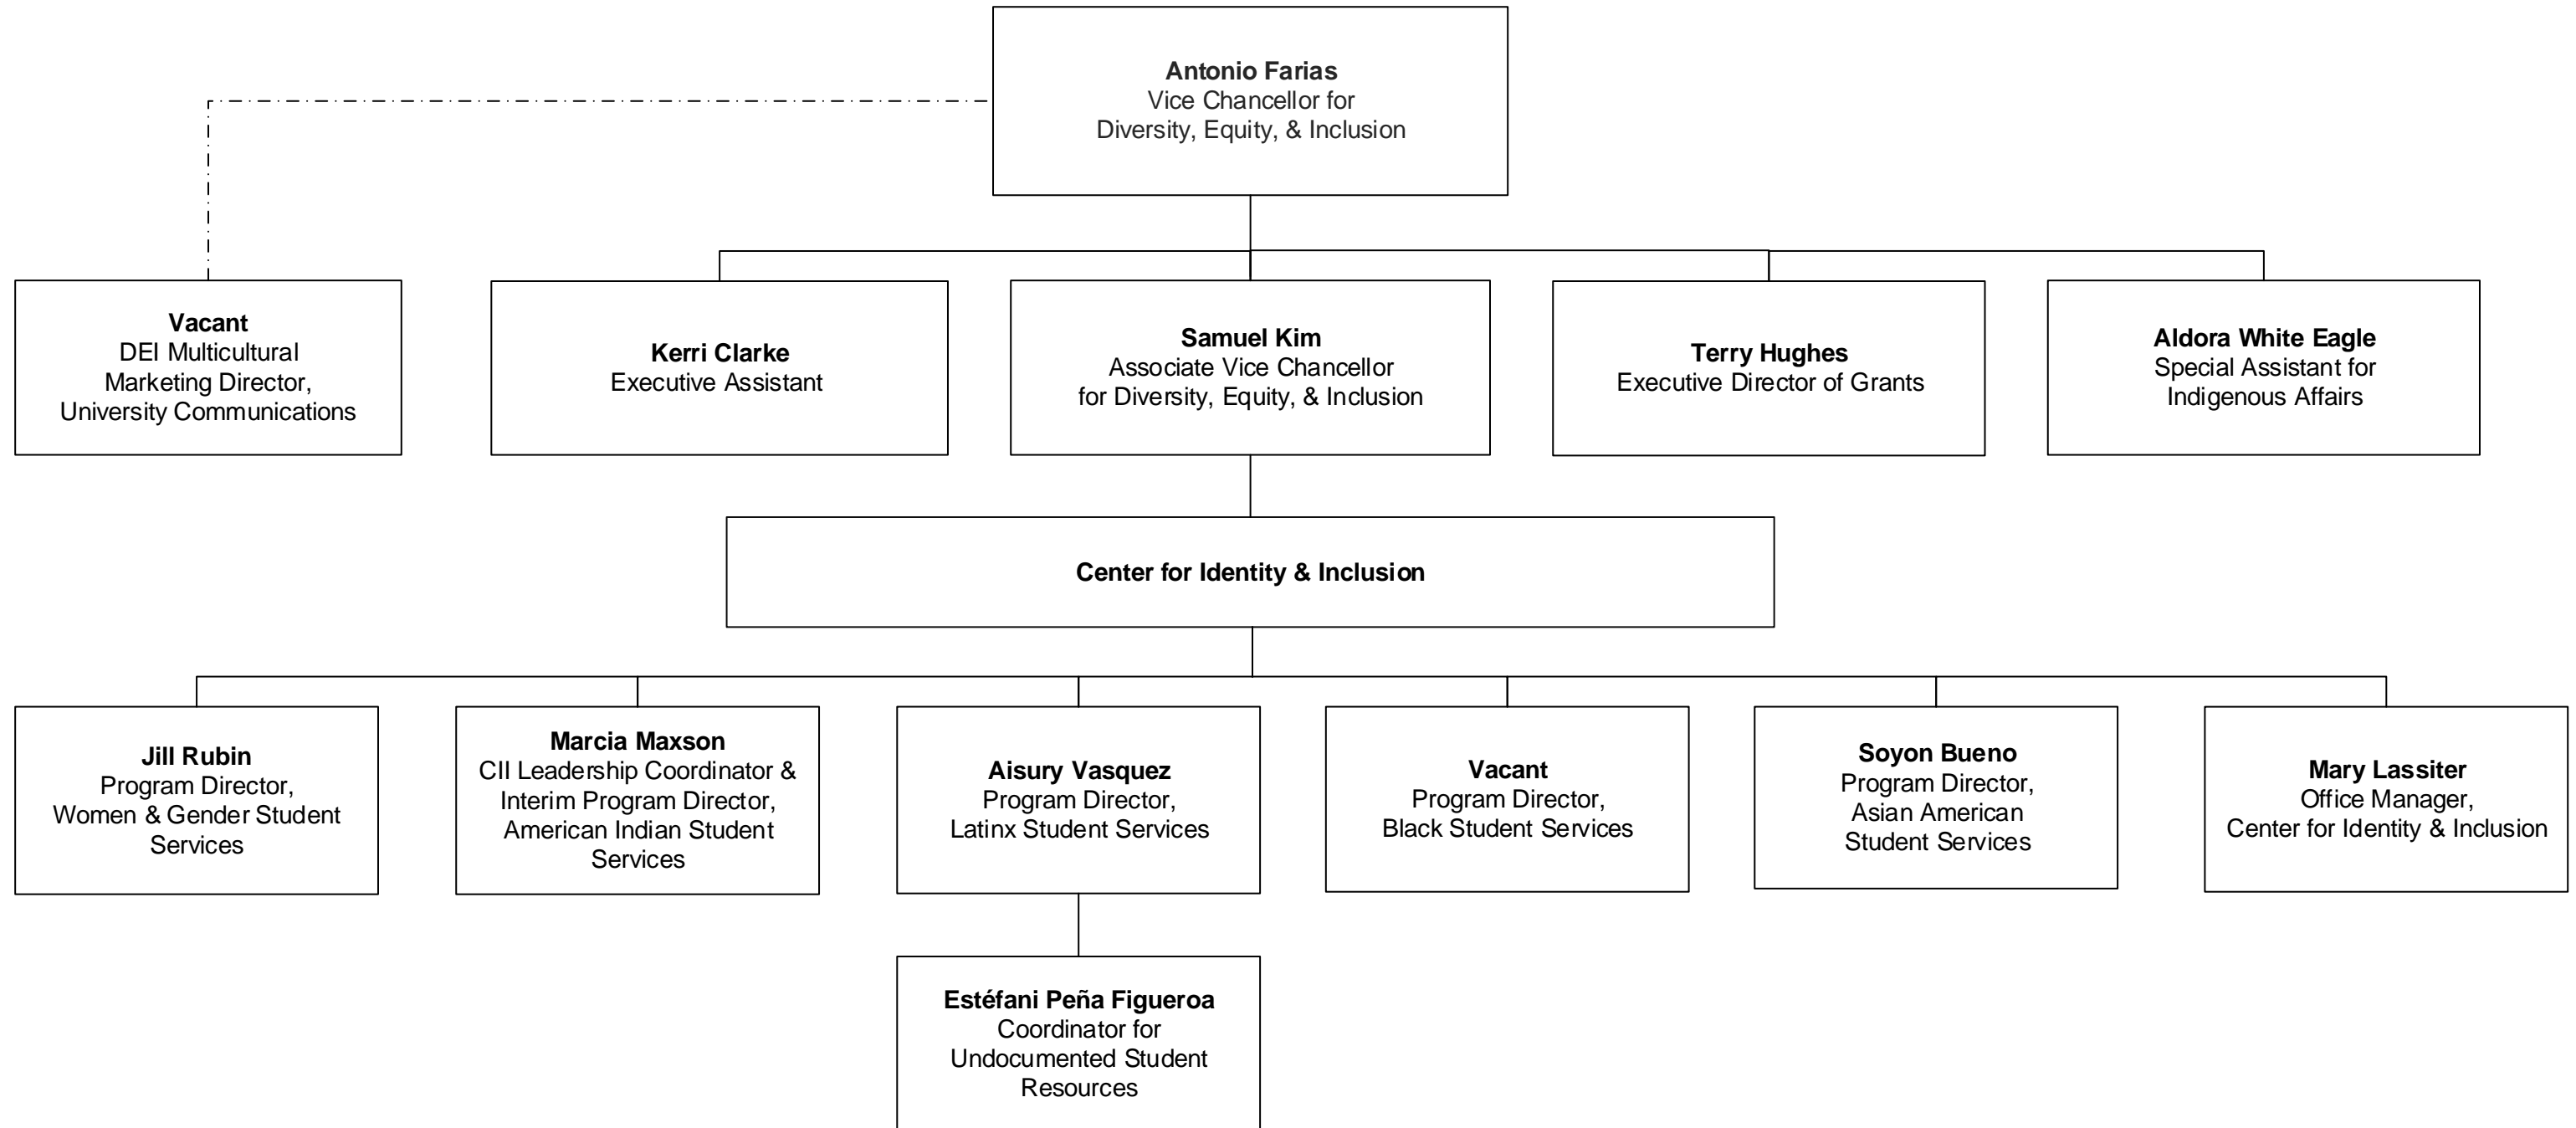 Antonio Farias
Vice Chancellor for
Diversity, Equity, & Inclusion
Vacant
DEI Multicultural
Marketing Director,
University Communications
Kerri Clarke
Executive Assistant
Samuel Kim
Associate Vice Chancellor
for Diversity, Equity, & Inclusion
Terry Hughes
Executive Director of Grants
Aldora White Eagle
Special Assistant for
Indigenous Affairs
Center for Identity & Inclusion
Jill Rubin
Program Director,
Women & Gender Student
Services
Marcia Maxson
CII Leadership Coordinator &
Interim Program Director,
American Indian Student
Services
Aisury Vasquez
Program Director,
Latinx Student Services
Vacant
Program Director,
Black Student Services
Soyon Bueno
Program Director,
Asian American
Student Services
Mary Lassiter
Office Manager,
Center for Identity & Inclusion
Estéfani Peña Figueroa
Coordinator for
Undocumented Student
Resources